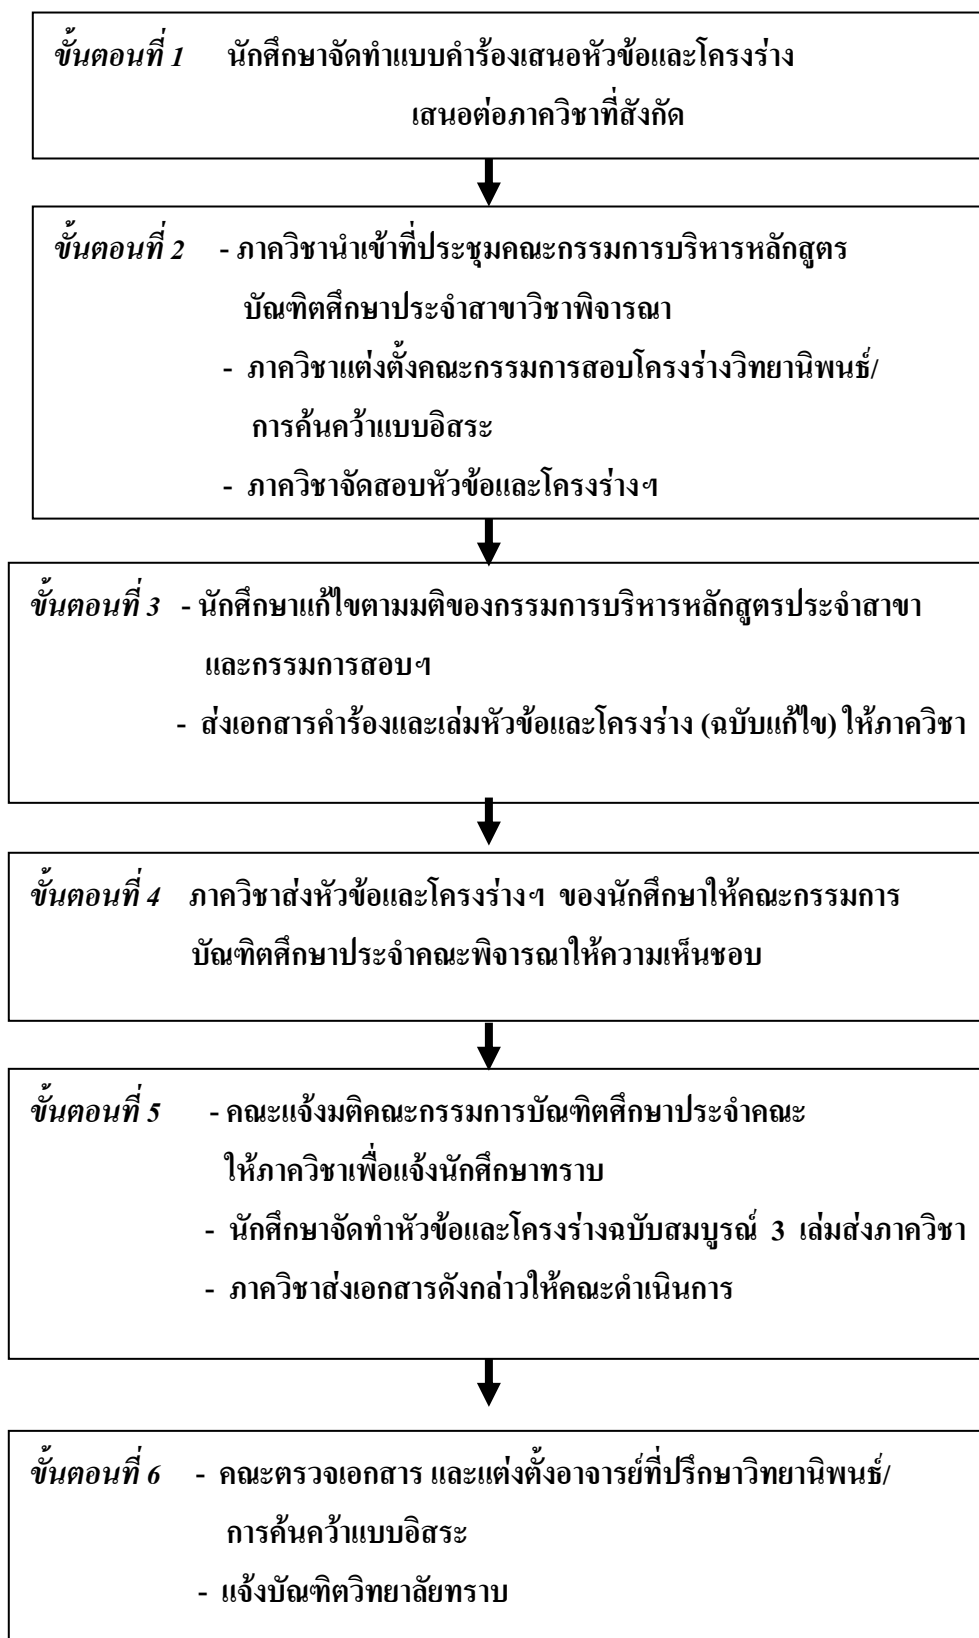 ขั้นตอนที่ 1 นักศึกษาจัดทำแบบคำร้องเสนอหัวข้อและโครงร่าง
เสนอต่อภาควิชาที่สังกัด
ขั้นตอนที่ 2 - ภาควิชานำเข้าที่ประชุมคณะกรรมการบริหารหลักสูตร
บัณฑิตศึกษาประจำสาขาวิชาพิจารณา
- ภาควิชาแต่งตั้งคณะกรรมการสอบโครงร่างวิทยานิพนธ์/
การค้นคว้าแบบอิสระ
- ภาควิชาจัดสอบหัวข้อและโครงร่างฯ
ขั้นตอนที่ 3 - นักศึกษาแก้ไขตามมติของกรรมการบริหารหลักสูตรประจำสาขา
และกรรมการสอบฯ
- ส่งเอกสารคำร้องและเล่มหัวข้อและโครงร่าง (ฉบับแก้ไข) ให้ภาควิชา
ขั้นตอนที่ 4 ภาควิชาส่งหัวข้อและโครงร่างฯ ของนักศึกษาให้คณะกรรมการ
บัณฑิตศึกษาประจำคณะพิจารณาให้ความเห็นชอบ
ขั้นตอนที่ 5 - คณะแจ้งมติคณะกรรมการบัณฑิตศึกษาประจำคณะ
ให้ภาควิชาเพื่อแจ้งนักศึกษาทราบ
- นักศึกษาจัดทำหัวข้อและโครงร่างฉบับสมบูรณ์ 3 เล่มส่งภาควิชา
- ภาควิชาส่งเอกสารดังกล่าวให้คณะดำเนินการ
ขั้นตอนที่ 6 - คณะตรวจเอกสาร และแต่งตั้งอาจารย์ที่ปรึกษาวิทยานิพนธ์/
การค้นคว้าแบบอิสระ
- แจ้งบัณฑิตวิทยาลัยทราบ